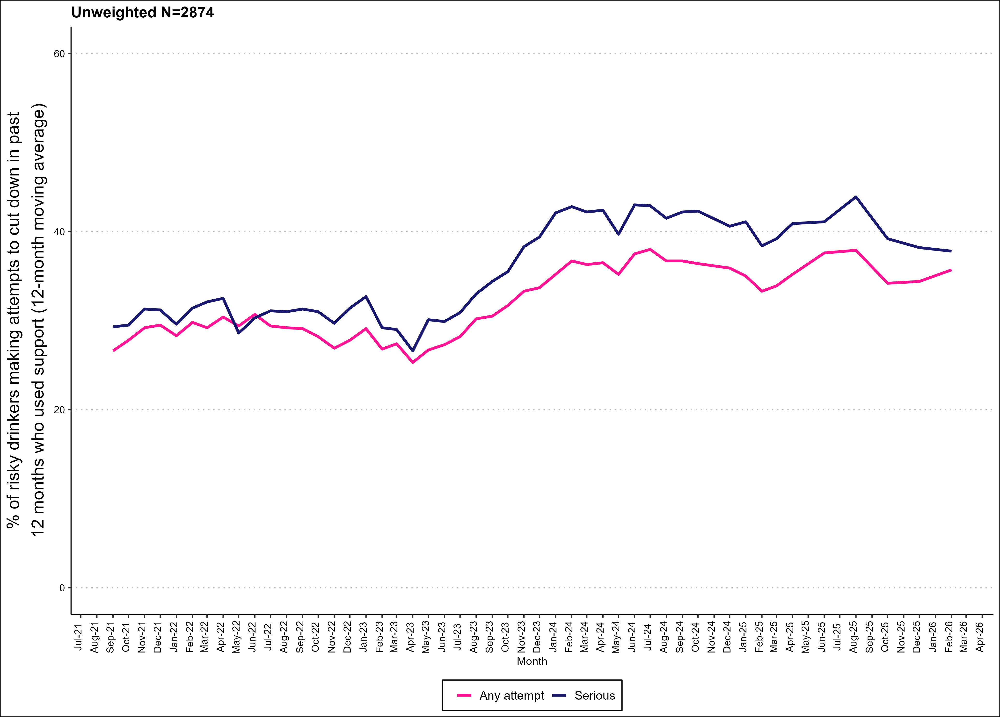 Unweighted N=2874
% of risky drinkers making attempts to cut down in past
12 months who used support (12-month moving average)
60
40
20
0
Jul-21
Aug-21
Sep-21
Oct-21
Nov-21
Dec-21
Jan-22
Feb-22
Mar-22
Apr-22
May-22
Jun-22
Jul-22
Aug-22
Sep-22
Oct-22
Nov-22
Dec-22
Jan-23
Feb-23
Mar-23
Apr-23
May-23
Jun-23
Jul-23
Aug-23
Sep-23
Oct-23
Nov-23
Dec-23
Jan-24
Feb-24
Mar-24
Apr-24
May-24
Jun-24
Jul-24
Aug-24
Sep-24
Oct-24
Nov-24
Dec-24
Jan-25
Feb-25
Mar-25
Apr-25
May-25
Jun-25
Jul-25
Aug-25
Sep-25
Oct-25
Nov-25
Dec-25
Jan-26
Feb-26
Mar-26
Apr-26
Month
Any attempt
Serious